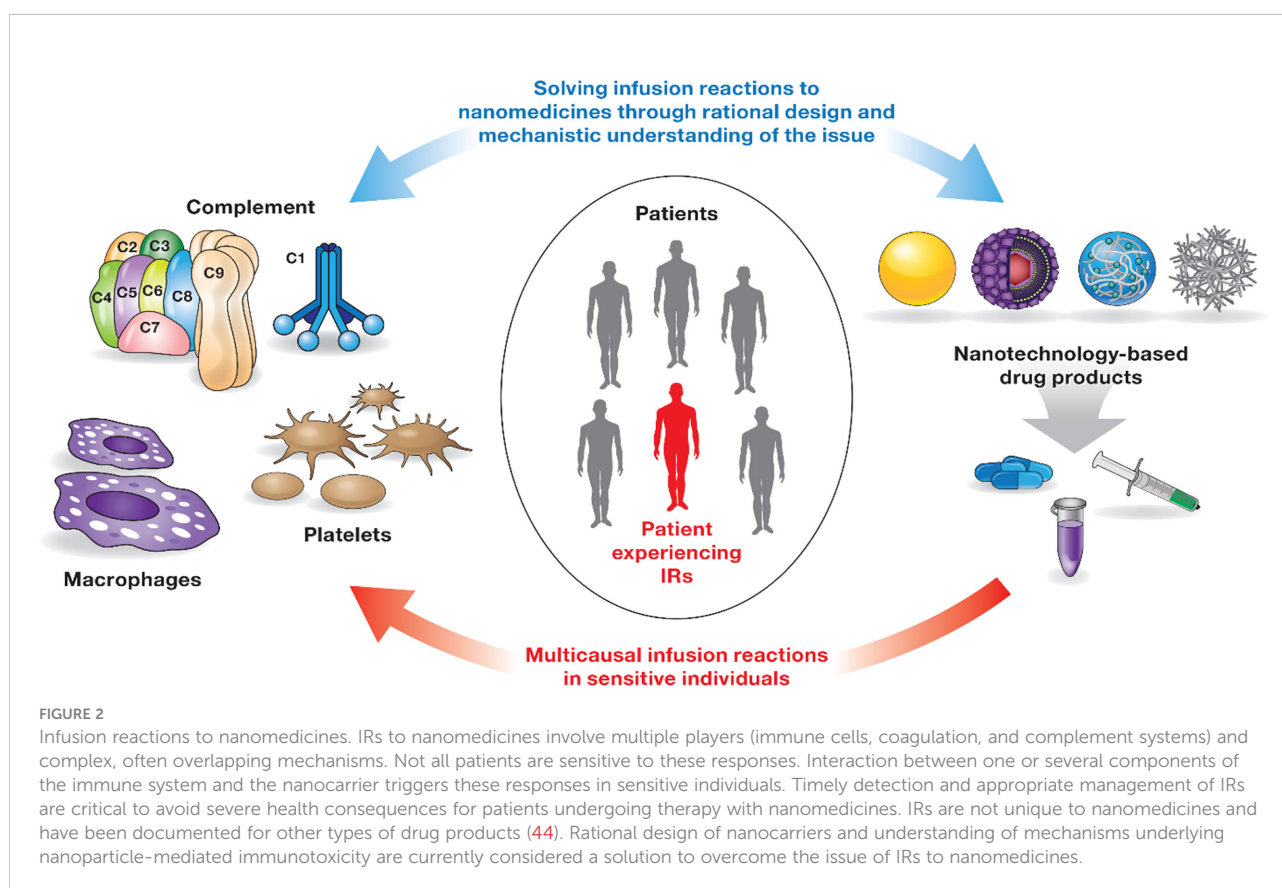 Solving infusion reactions to
nanomedicines through rational design and
mechanistic understanding of the issue
Complement
C2
C3
C4
C5
C6
C8
C7
C9
C1
Macrophages
Platelets
Patients
Patient
experiencing
IRs
Nanotechnology-based
drug products
Multicausal infusion reactions
in sensitive individuals
FIGURE 2
Infusion reactions to nanomedicines. IRs to nanomedicines involve multiple players (immune cells, coagulation, and complement systems) and
complex, often overlapping mechanisms. Not all patients are sensitive to these responses. Interaction between one or several components of
the immune system and the nanocarrier triggers these responses in sensitive individuals. Timely detection and appropriate management of IRs
are critical to avoid severe health consequences for patients undergoing therapy with nanomedicines. IRs are not unique to nanomedicines and
have been documented for other types of drug products (44). Rational design of nanocarriers and understanding of mechanisms underlying
nanoparticle-mediated immunotoxicity are currently considered a solution to overcome the issue of IRs to nanomedicines.